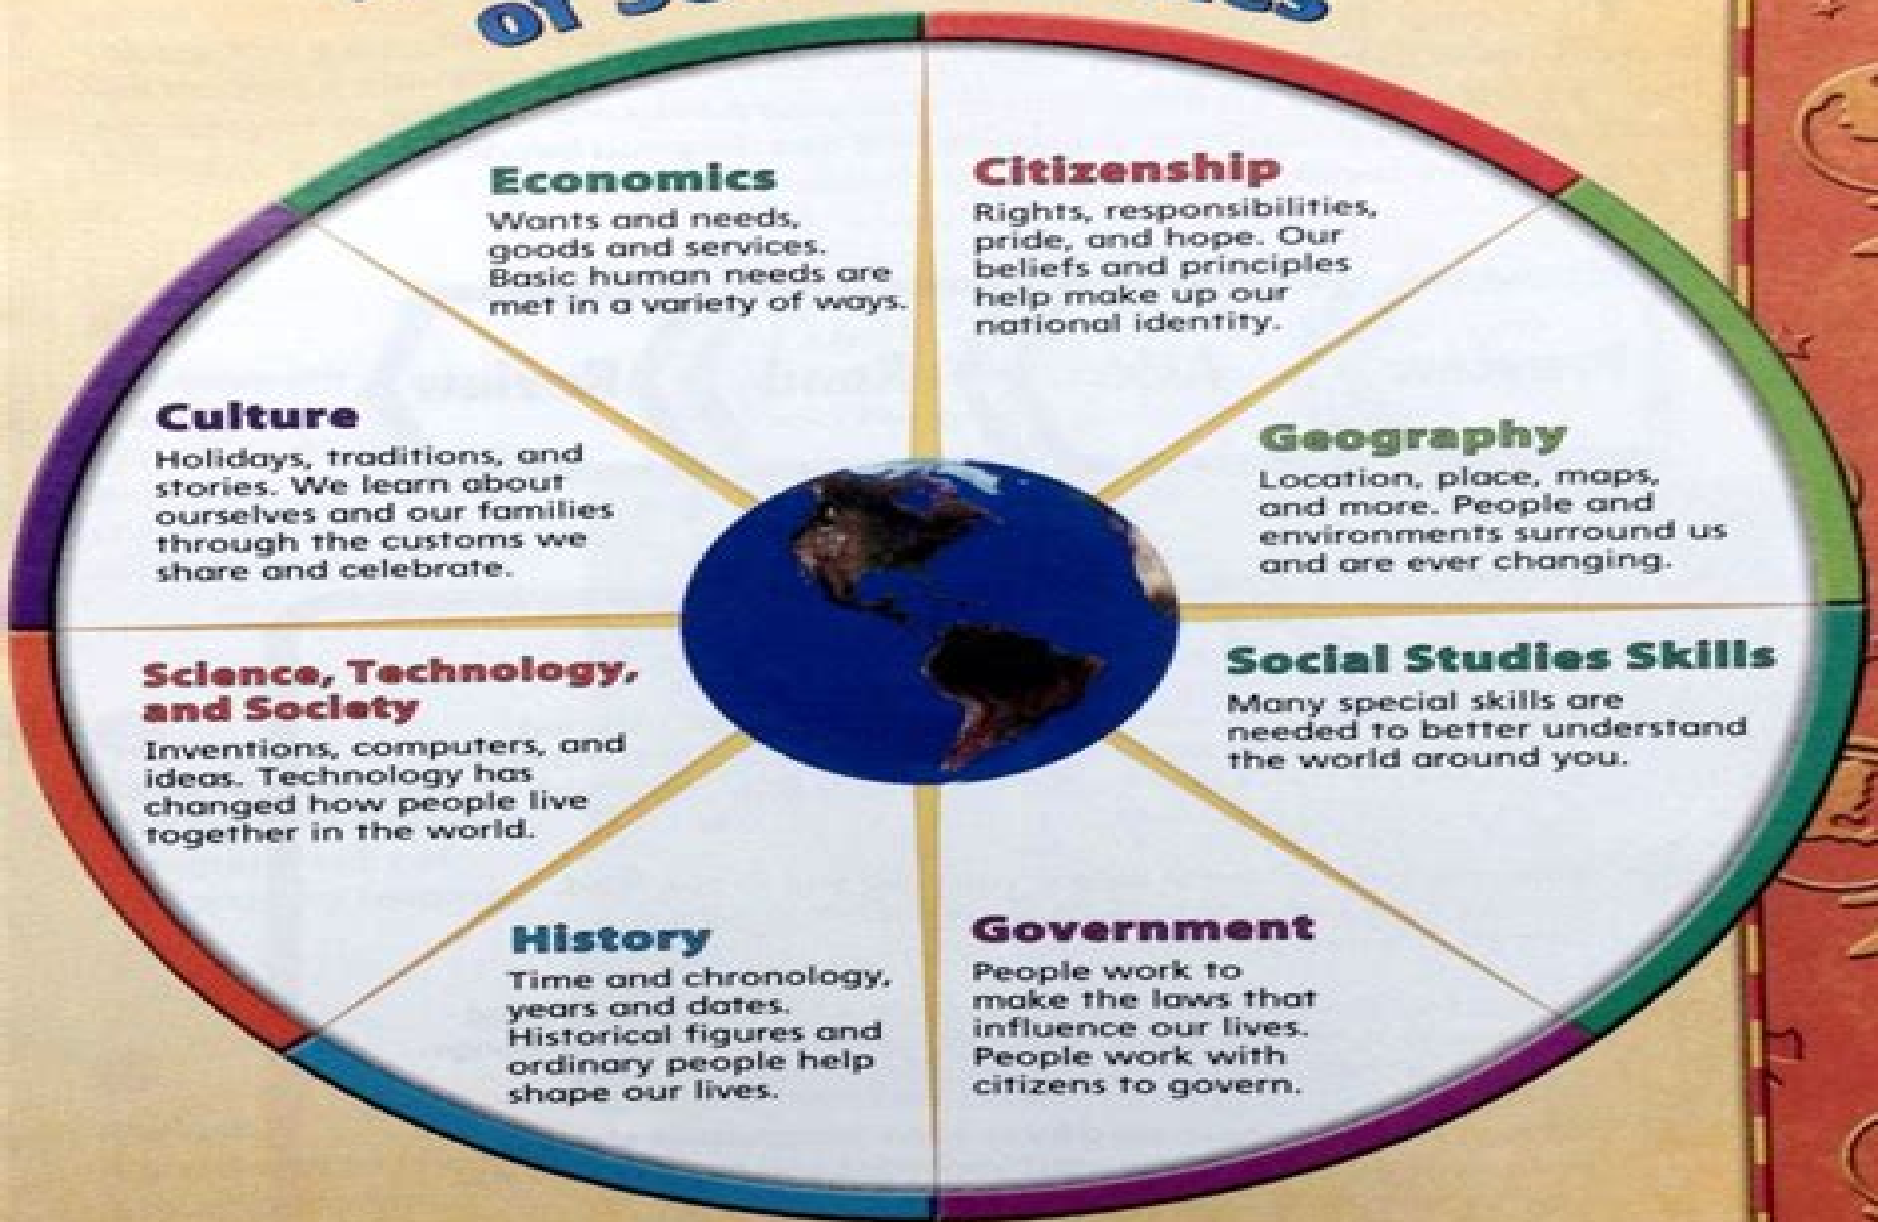 of
Economics
Wants and needs,
goods and services.
Basic human needs are
met in a variety of ways.
Citizenship
Rights, responsibilities,
pride, and hope. Our
beliefs and principles
help make up our
national identity.
Geography
Location, place, maps,
and more. People and
environments surround us
and are ever changing.
Social Studies Skills
Many special skills are
needed to better understand
the world around you.
Government
People work to
make the laws that
influence our lives.
People work with
citizens to govern.
History
Time and chronology,
years and dates.
Historical figures and
ordinary people help
shape our lives.
Science, Technology,
and Society
Inventions, computers, and
ideas. Technology has
changed how people live
together in the world.
Culture
Holidays, traditions, and
stories. We learn about
ourselves and our families
through the customs we
share and celebrate.